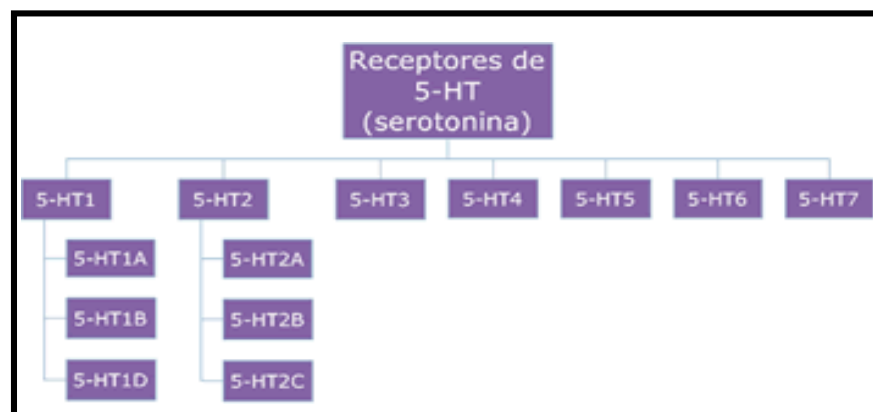 Receptores de
5-HT
(serotonina)
5-HT1
5-HT2
5-HT3
5-HT4
5-HT5
5-HT6
5-HT7
5-HT1A
5-HT1B
5-HT1D
5-HT2A
5-HT2B
5-HT2C